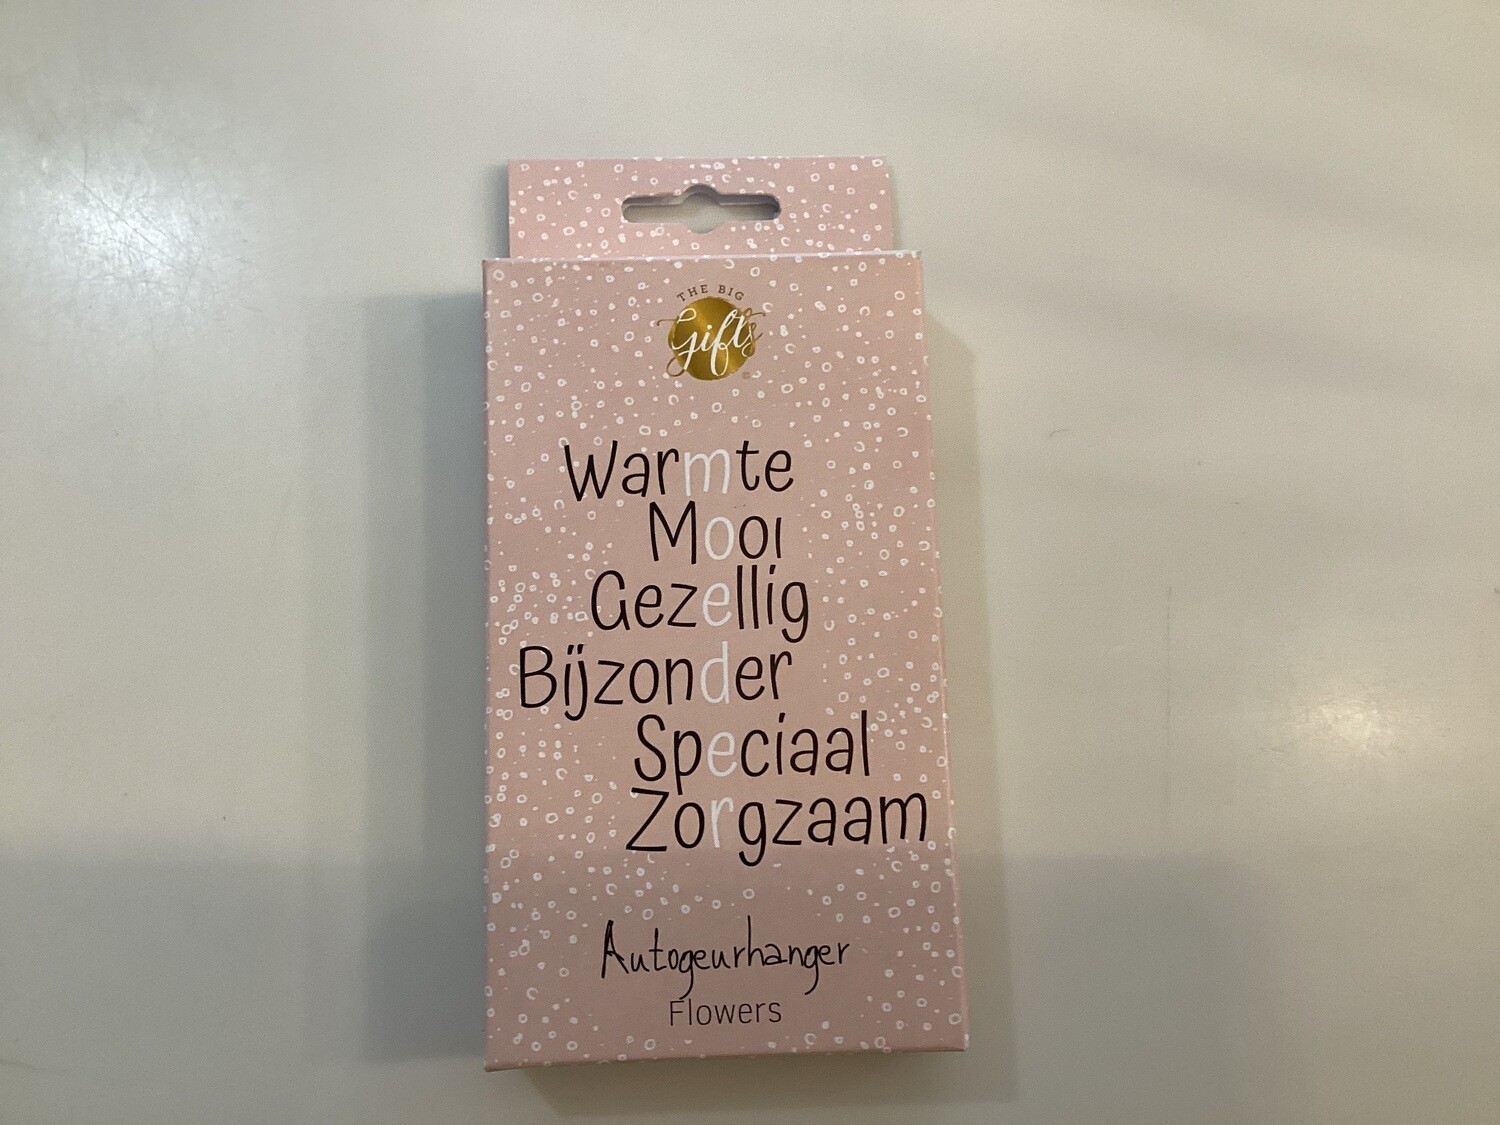 THE BIG
Gifts
Warmte
Mooi
Gezellig
Bijzonder
Speciaal
Zorgzaam
Autogeurhanger
Flowers